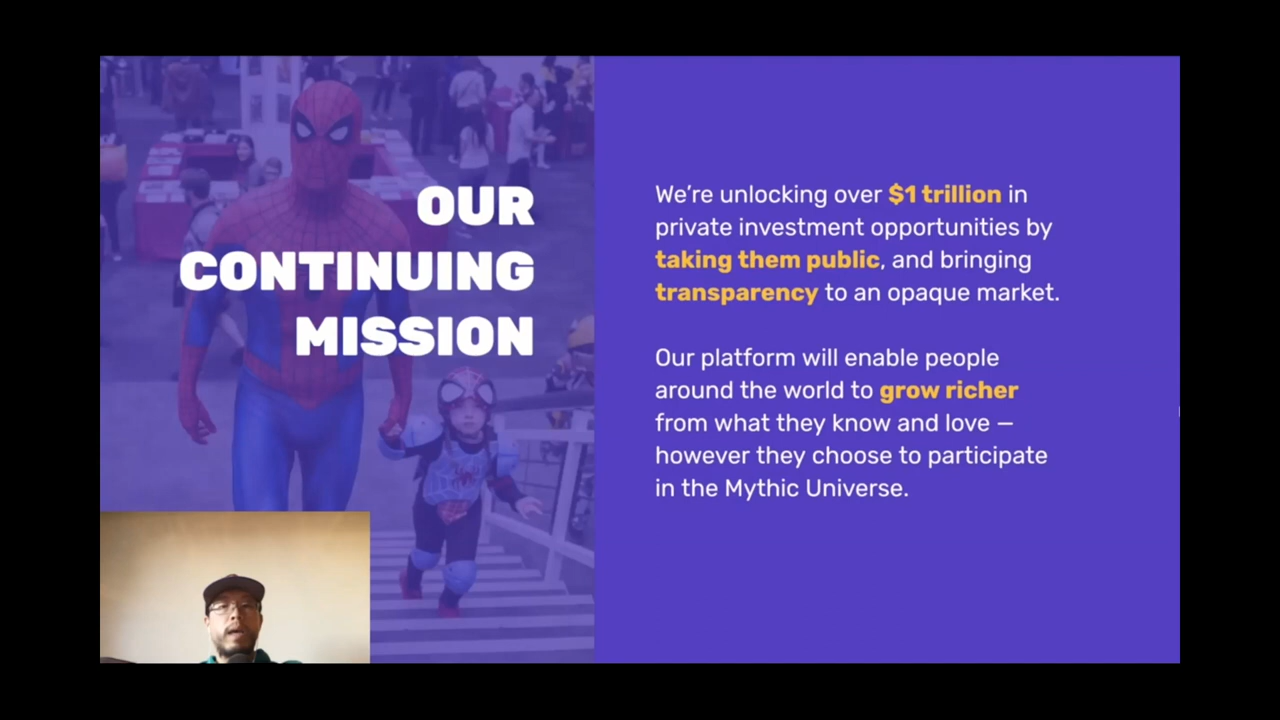 OUR
CONTINUING
MISSION
We’re unlocking over $1 trillion in
private investment opportunities by
taking them public, and bringing
transparency to an opaque market.
Our platform will enable people
around the world to grow richer
from what they know and love —
however they choose to participate
in the Mythic Universe.